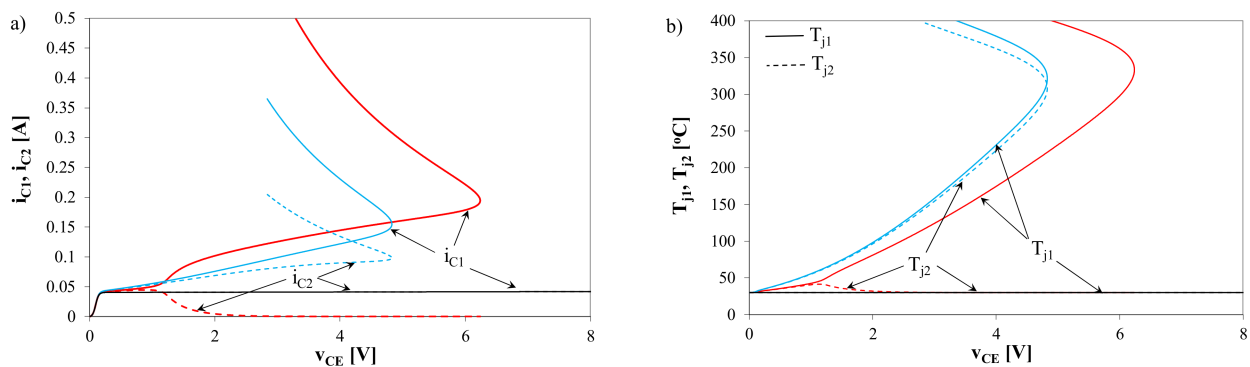 a)
i_C1, i_C2 [A]
0.5
0.45
0.4
0.35
0.3
0.25
0.2
0.15
0.1
0.05
0
0 2 4 6 8
v_CE [V]
i_C1
i_C2
b)
T_j1, T_j2 [°C]
400
350
300
250
200
150
100
50
0
0 2 4 6 8
v_CE [V]
T_j1
T_j2
T_j2
T_j1